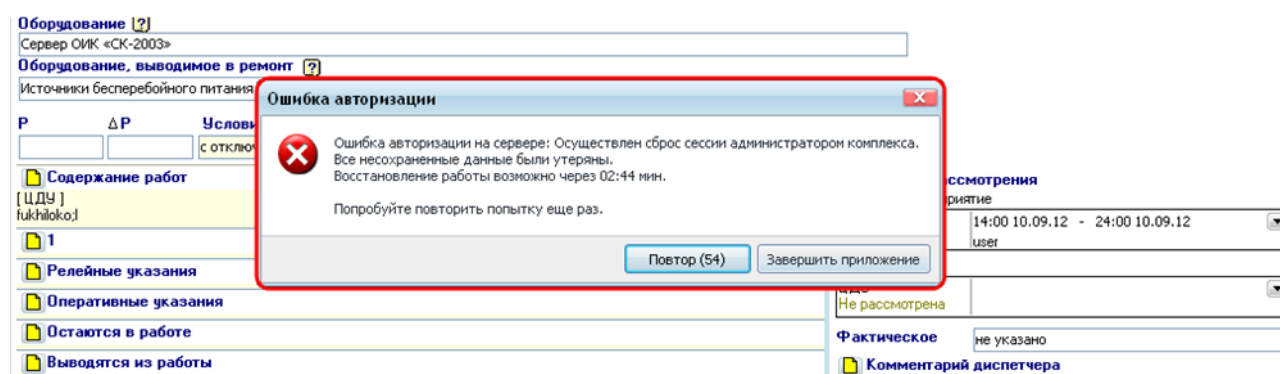 Оборудование [?]
Сервер ОИК «СК-2003»
Оборудование, выводимое в ремонт [?]
Источники бесперебойного питания
Р ΔР
с отключ
Содержание работ
[ ЦДУ ]
fukhiloko;l
1
Релейные указания
Оперативные указания
Остаются в работе
Выводятся из работы
Ошибка авторизации
Ошибка авторизации на сервере: Осуществлен сброс сессии администратором комплекса.
Все несохраненные данные были утеряны.
Восстановление работы возможно через 02:44 мин.
Попробуйте повторить попытку еще раз.
Повтор (54) Завершить приложение
14:00 10.09.12 - 24:00 10.09.12
user
Не рассмотрена
Фактическое не указано
Комментарий диспетчера